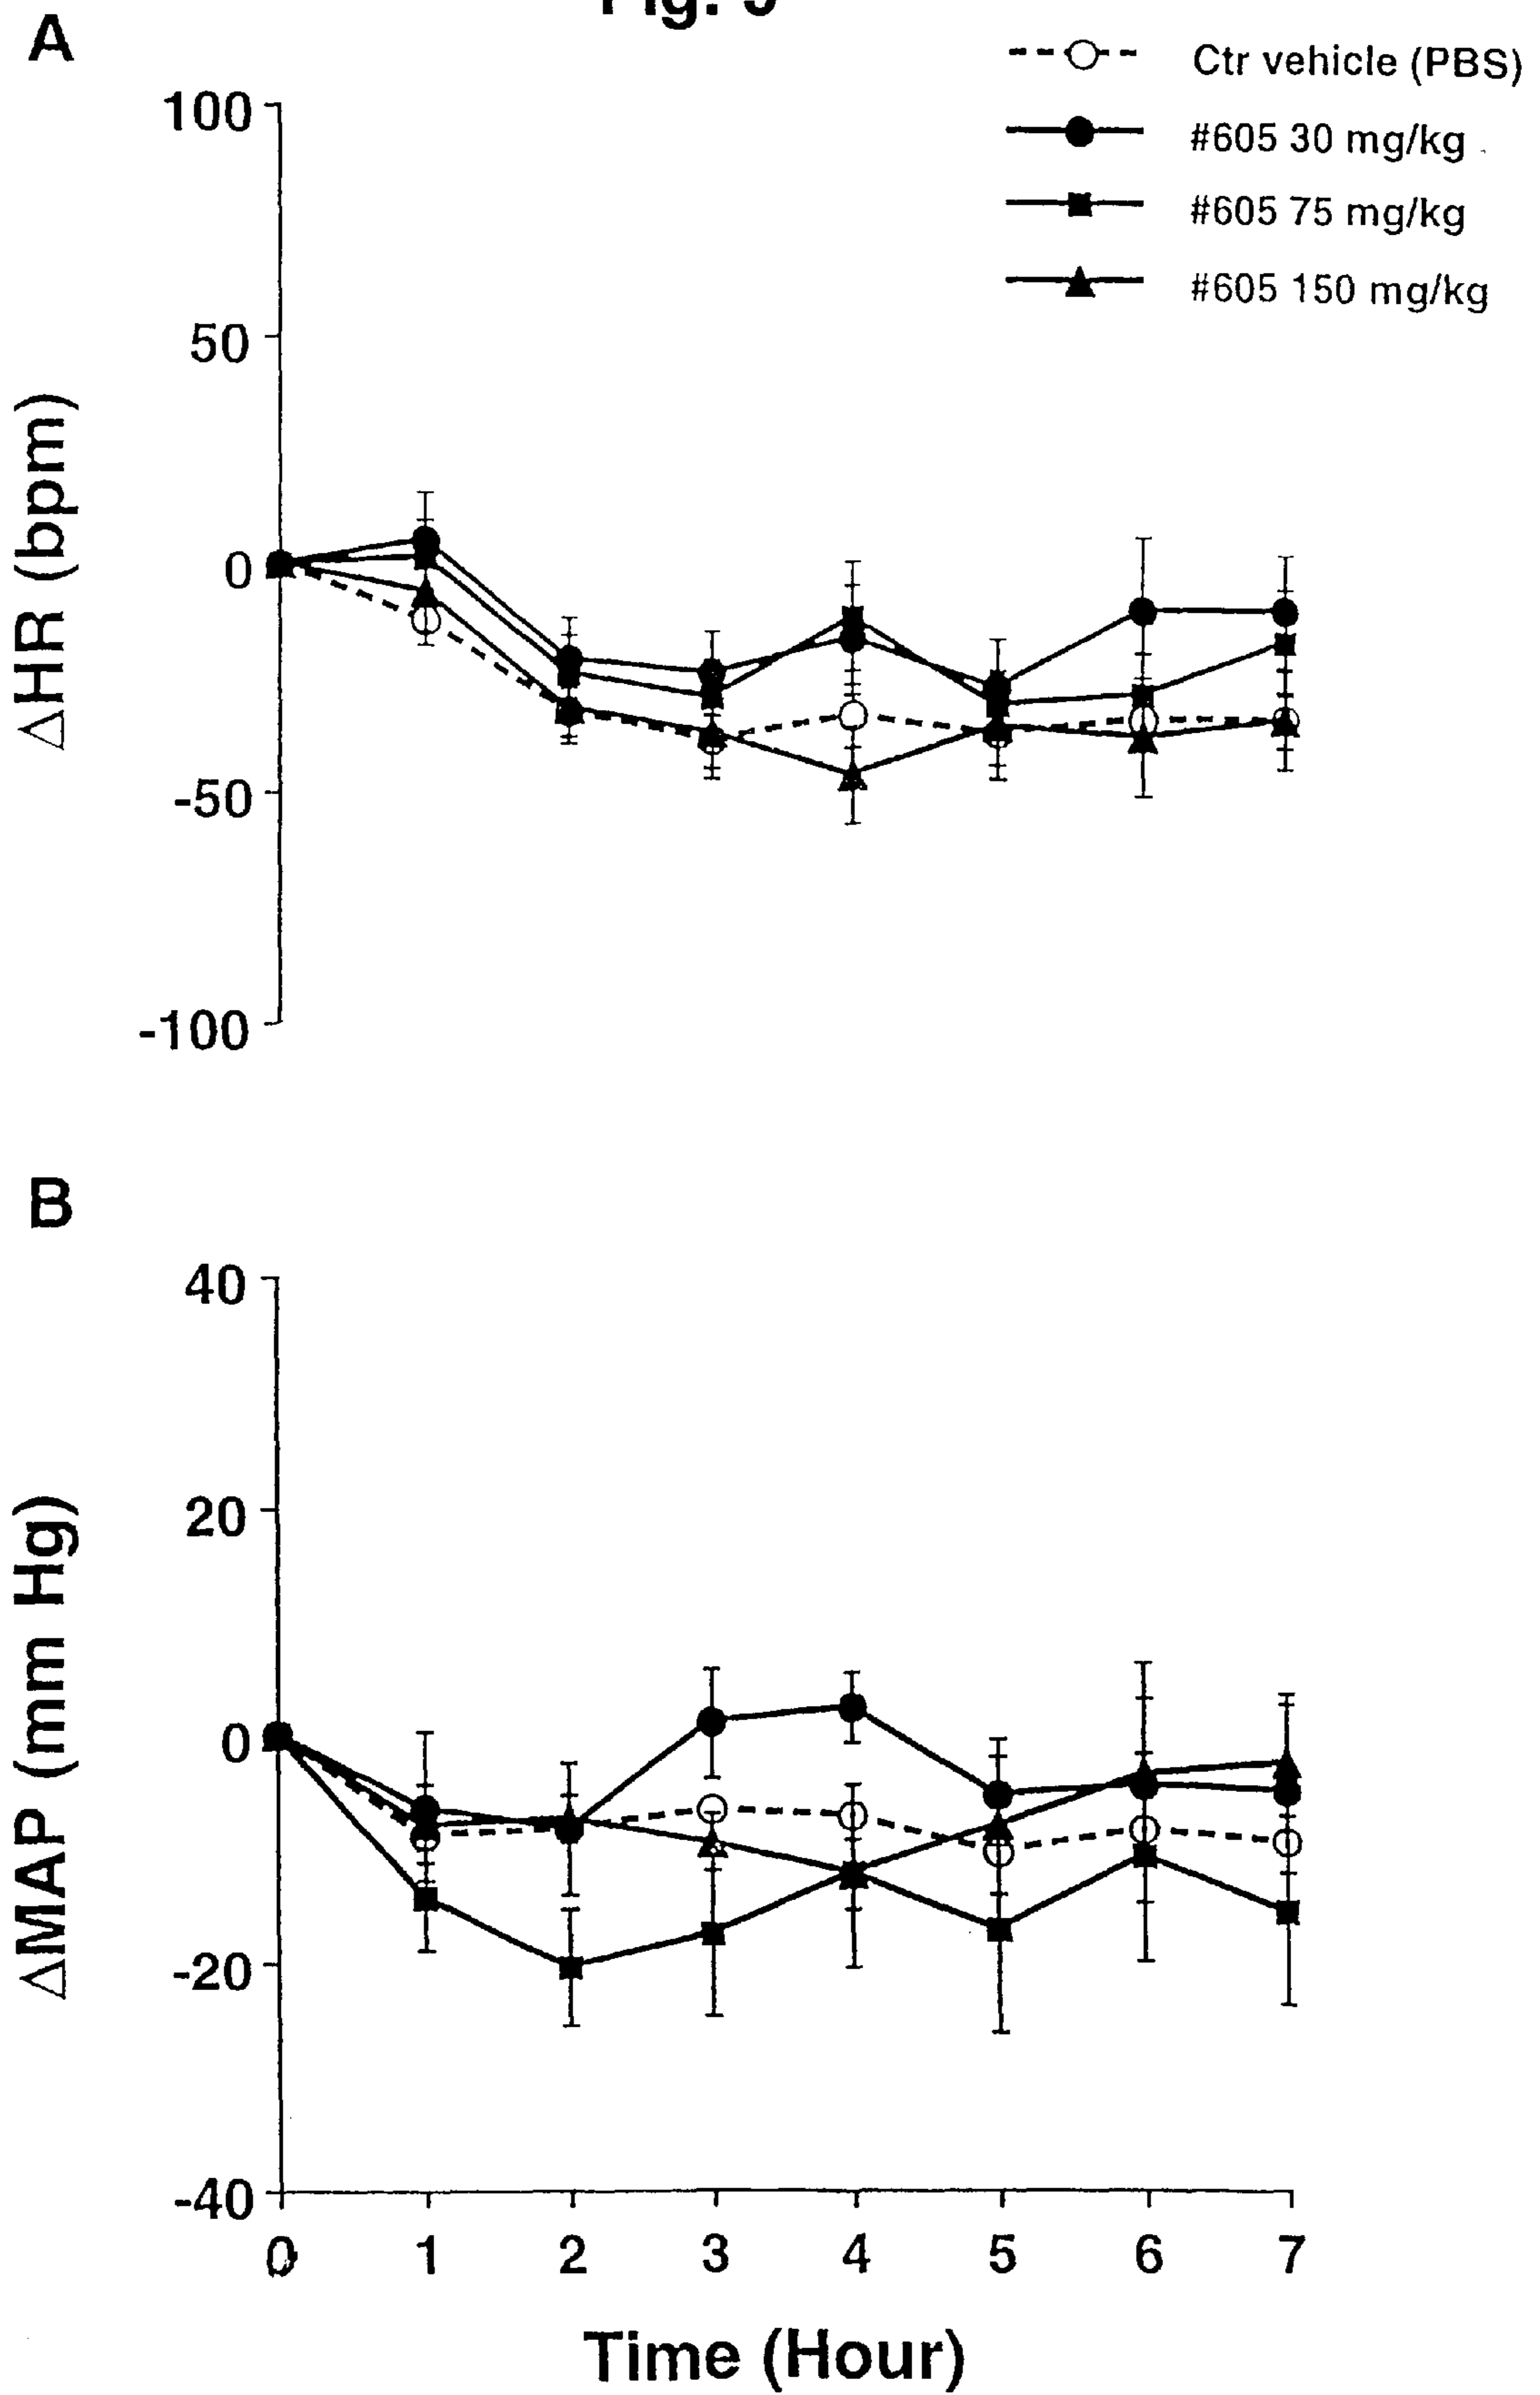 A
Ctr vehicle (PBS)
#605 30 mg/kg
#605 75 mg/kg
#605 150 mg/kg
100
50
0
-50
-100
ΔHR (bpm)
B
40
20
0
-20
-40
ΔMAP (mm Hg)
0 1 2 3 4 5 6 7
Time (Hour)